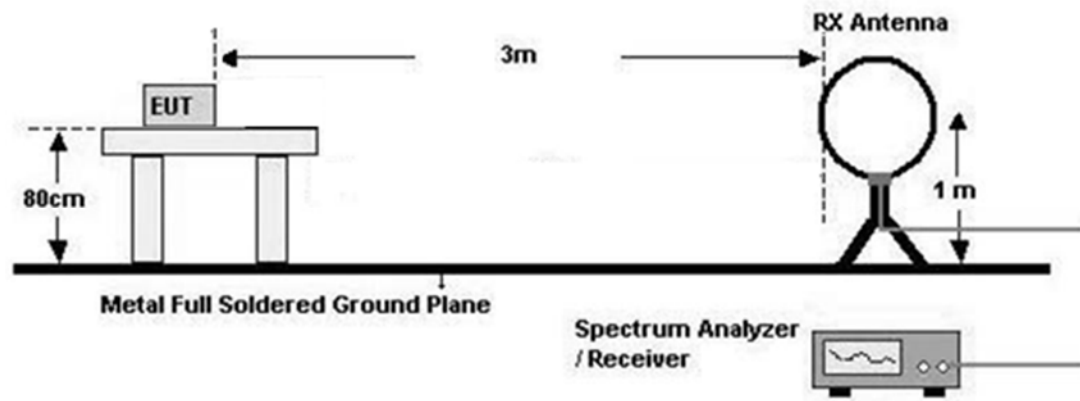 RX Antenna
3m
EUT
80cm
1 m
Metal Full Soldered Ground Plane
Spectrum Analyzer
/ Receiver